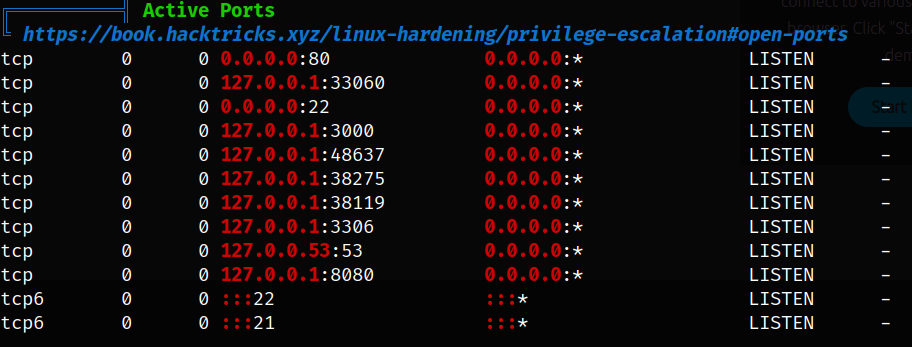 connect to various
Active Ports
https://book.hacktricks.xyz/linux-hardening/privilege-escalation#open-ports
browser. Click "Sta
tcp 0 0 0.0.0.0:80 0.0.0.0:* LISTEN -
dem
tcp 0 0 127.0.0.1:33060 0.0.0.0:* LISTEN -
tcp 0 0 0.0.0.0:22 0.0.0.0:* LISTEN -
Start
tcp 0 0 127.0.0.1:3000 0.0.0.0:* LISTEN -
tcp 0 0 127.0.0.1:48637 0.0.0.0:* LISTEN -
tcp 0 0 127.0.0.1:38275 0.0.0.0:* LISTEN -
tcp 0 0 127.0.0.1:38119 0.0.0.0:* LISTEN -
tcp 0 0 127.0.0.1:3306 0.0.0.0:* LISTEN -
tcp 0 0 127.0.0.53:53 0.0.0.0:* LISTEN -
tcp 0 0 127.0.0.1:8080 0.0.0.0:* LISTEN -
tcp6 0 0 :::22 :::* LISTEN -
tcp6 0 0 :::21 :::* LISTEN -